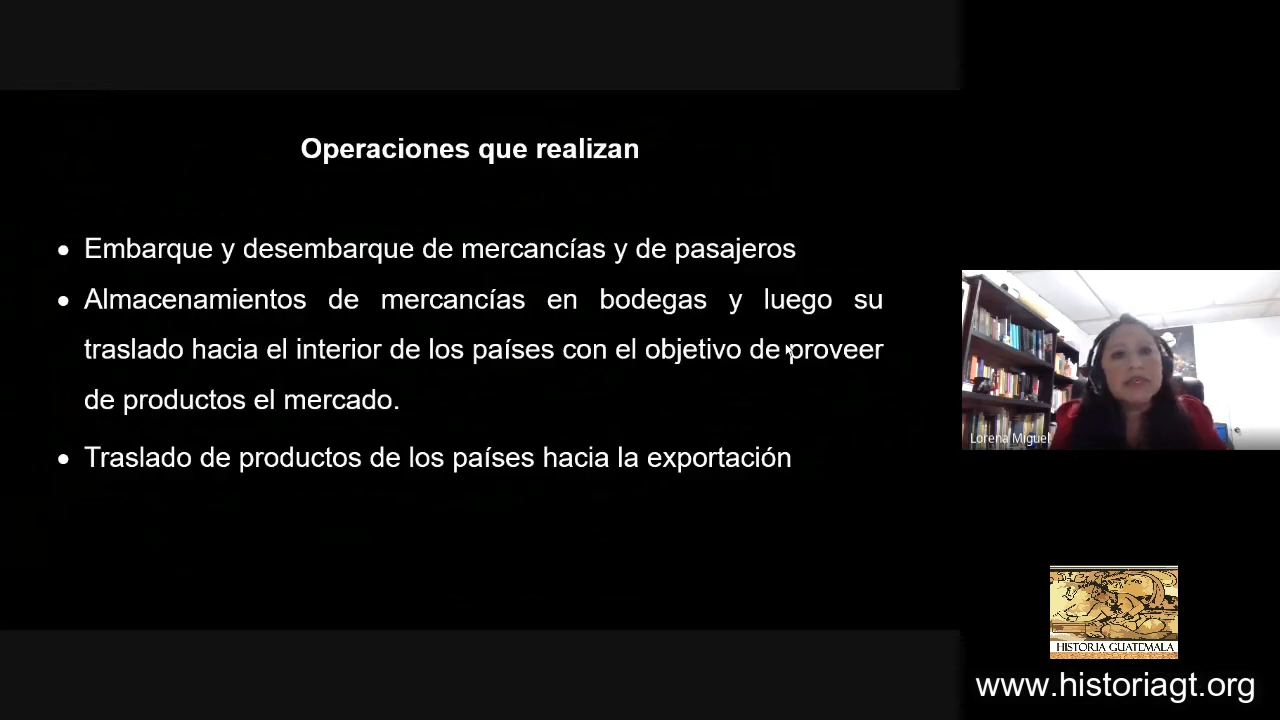 Operaciones que realizan
Embarque y desembarque de mercancías y de pasajeros
Almacenamientos de mercancías en bodegas y luego su
traslado hacia el interior de los países con el objetivo de proveer
de productos el mercado.
Traslado de productos de los países hacia la exportación
Lorena Miguel
HISTORIA GUATEMALA
www.historiagt.org